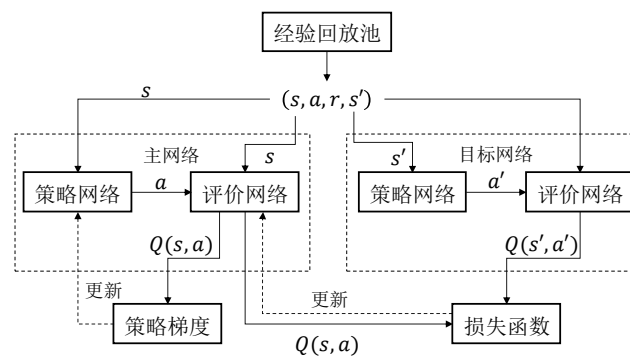 经验回放池
s
(s,a,r,s′)
主网络
s
s′
目标网络
策略网络
a
评价网络
策略网络
a′
评价网络
Q(s,a)
Q(s′,a′)
更新
更新
策略梯度
损失函数
Q(s,a)